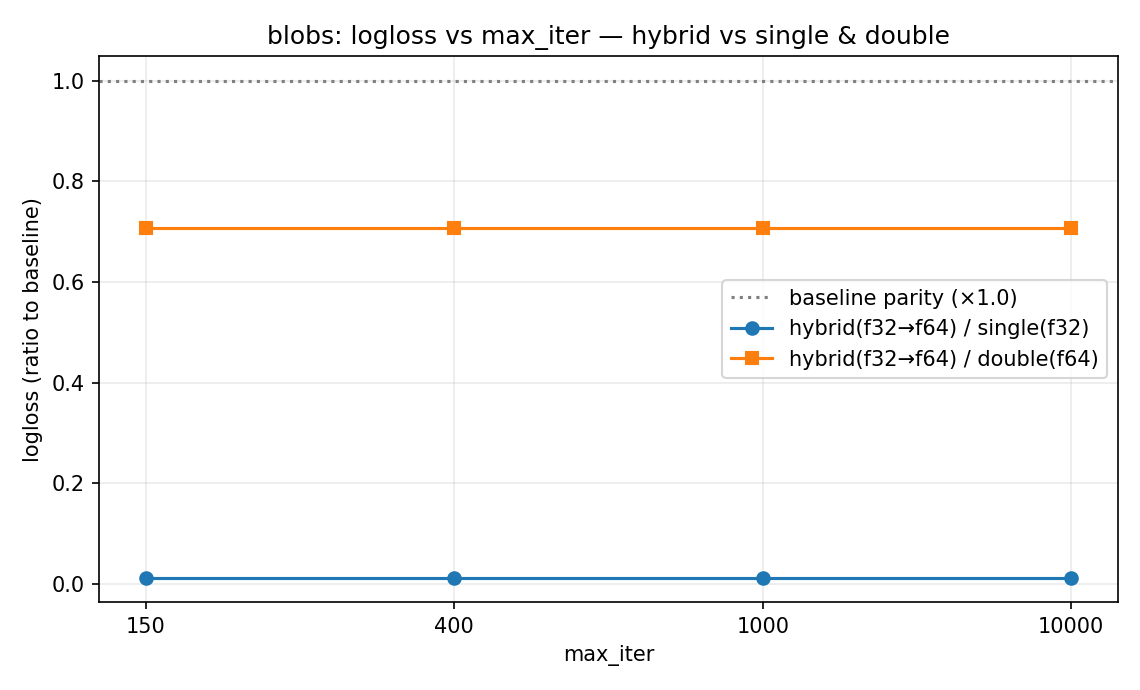 blobs: logloss vs max_iter — hybrid vs single & double
logloss (ratio to baseline)
1.0
0.8
0.6
0.4
0.2
0.0
baseline parity (×1.0)
hybrid(f32→f64) / single(f32)
hybrid(f32→f64) / double(f64)
150
400
1000
10000
max_iter